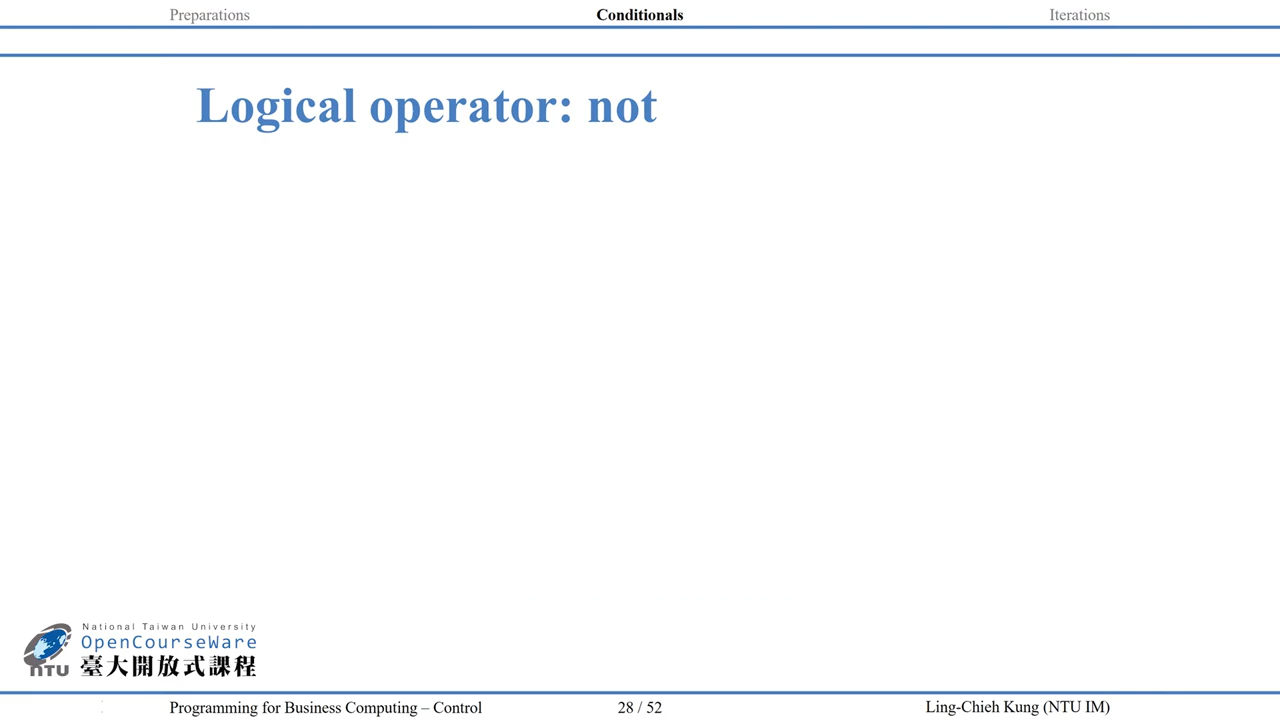 Preparations
Conditionals
Iterations
Logical operator: not
National Taiwan University
OpenCourseWare
臺大開放式課程
NTU
Programming for Business Computing – Control
28 / 52
Ling-Chieh Kung (NTU IM)